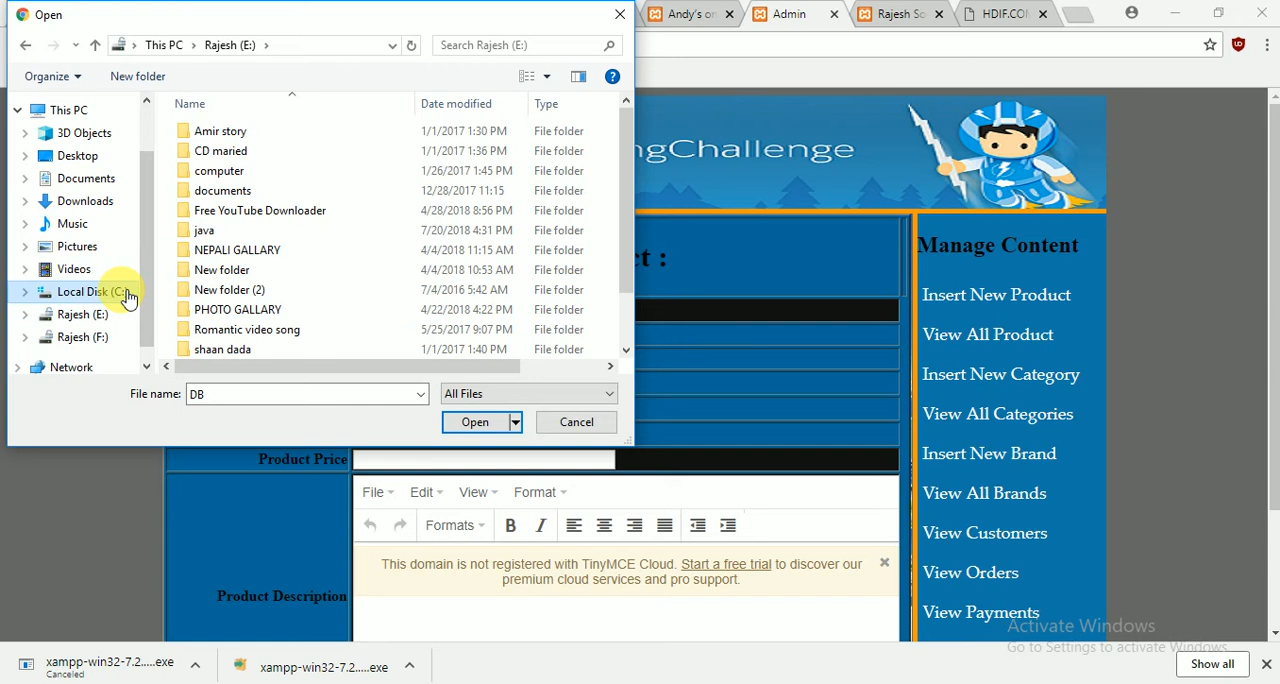 Open
Andy's o
Admin
Rajesh So
HDIF.CO
This PC
Rajesh (E:)
Search Rajesh (E:)
Organize
New folder
Name
Date modified
Type
This PC
3D Objects
Desktop
Documents
Downloads
Music
Pictures
Videos
Local Disk (C:)
Rajesh (E:)
Rajesh (F:)
Network
Amir story 1/1/2017 1:30 PM File folder
CD maried 1/1/2017 1:36 PM File folder
computer 1/26/2017 1:45 PM File folder
documents 12/28/2017 11:15 File folder
Free YouTube Downloader 4/28/2018 8:56 PM File folder
java 7/20/2018 4:31 PM File folder
NEPALI GALLARY 4/4/2018 11:15 AM File folder
New folder 4/4/2018 10:53 AM File folder
New folder (2) 7/4/2016 5:42 AM File folder
PHOTO GALLARY 4/22/2018 4:22 PM File folder
Romantic video song 5/25/2017 9:07 PM File folder
shaan dada 1/1/2017 1:40 PM File folder
File name: DB
All Files
Open
Cancel
ngChallenge
ct :
Product Price
Product Description
File Edit View Format
Formats B I
This domain is not registered with TinyMCE Cloud. Start a free trial to discover our
premium cloud services and pro support.
Manage Content
Insert New Product
View All Product
Insert New Category
View All Categories
Insert New Brand
View All Brands
View Customers
View Orders
View Payments
Activate Windows
Go to Settings to activate Windows.
xampp-win32-7.2.....exe
Canceled
xampp-win32-7.2.....exe
Show all